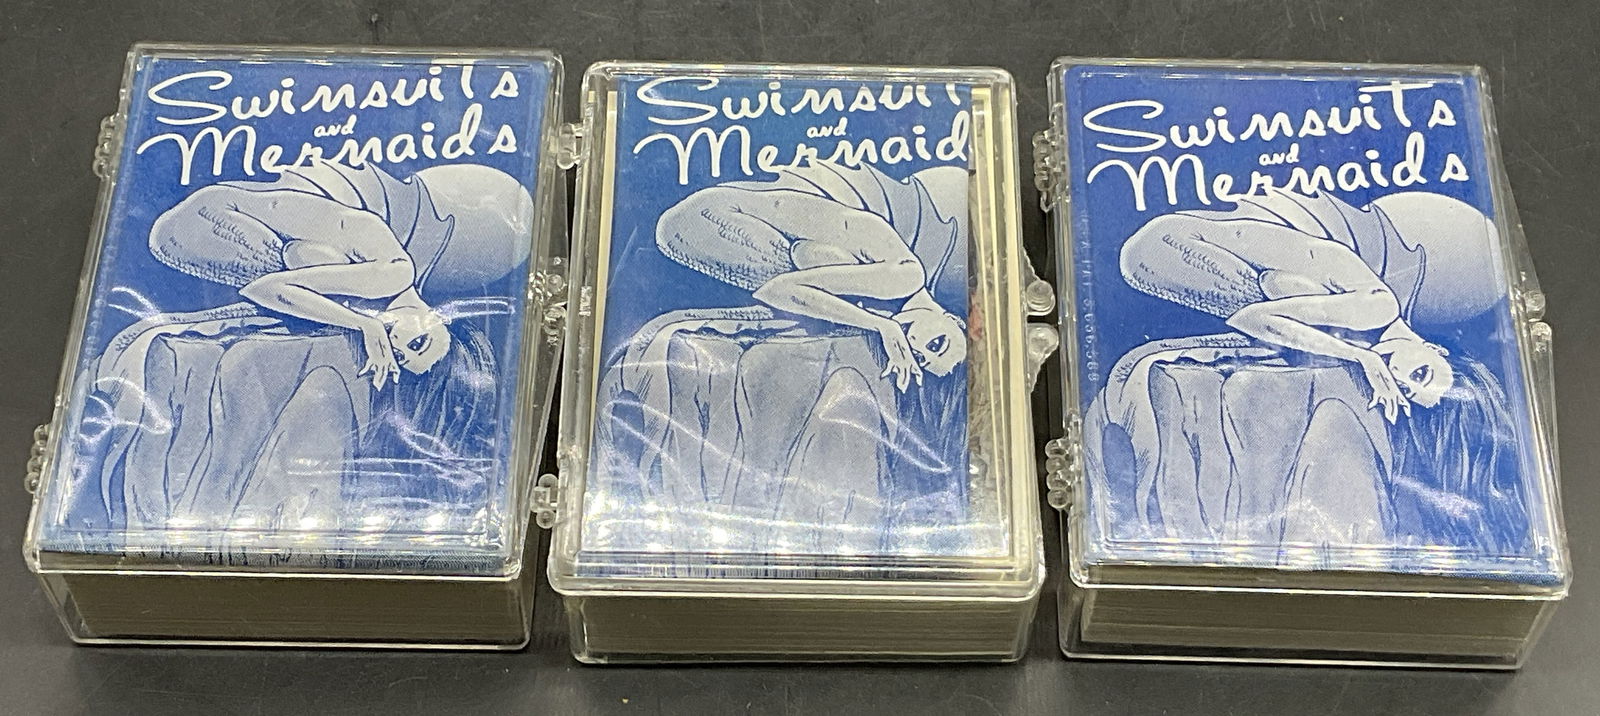 SwimsuiTs
and
Mermaids
SwimsuiT
and
Mermaid
SwimsuiTs
and
Mermaids